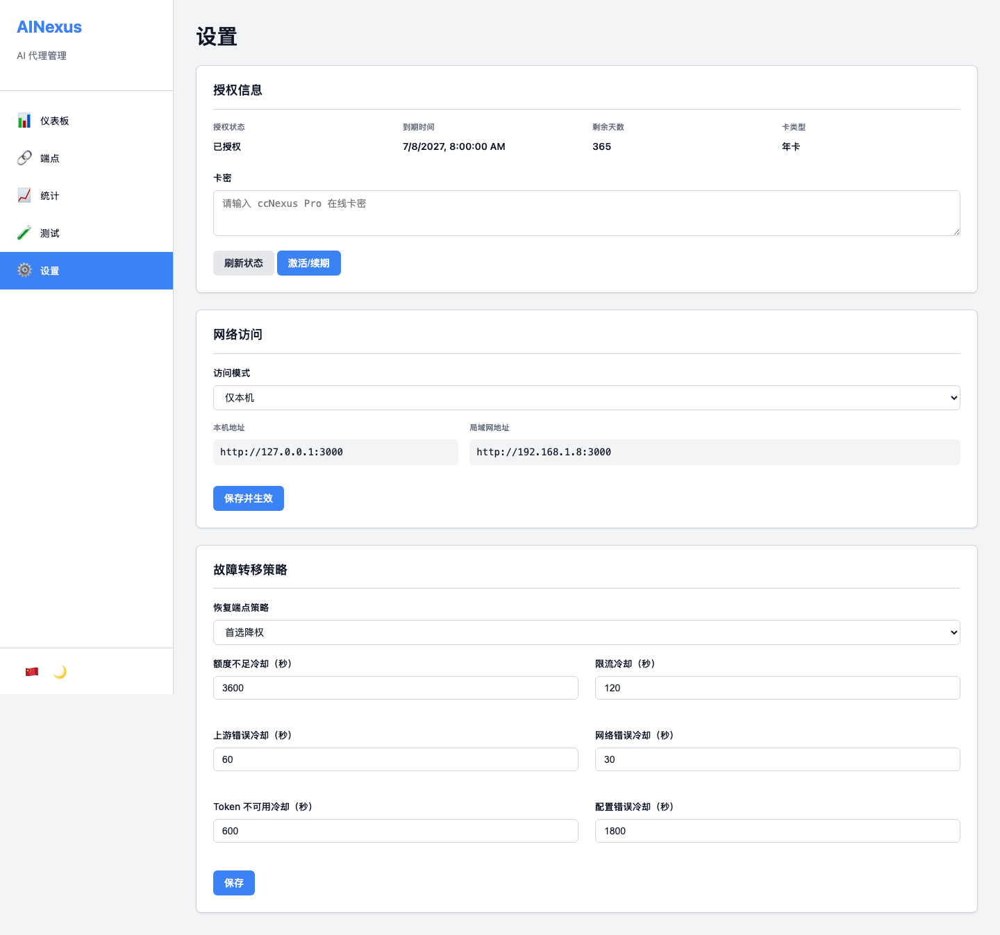 AINexus
AI 代理管理
仪表板
端点
统计
测试
设置
设置
授权信息
授权状态
已授权
到期时间
7/8/2027, 8:00:00 AM
剩余天数
365
卡类型
年卡
卡密
请输入 ccNexus Pro 在线卡密
刷新状态
激活/续期
网络访问
访问模式
仅本机
本机地址
http://127.0.0.1:3000
局域网地址
http://192.168.1.8:3000
保存并生效
故障转移策略
恢复端点策略
首选降权
额度不足冷却（秒）
3600
限流冷却（秒）
120
上游错误冷却（秒）
60
网络错误冷却（秒）
30
Token 不可用冷却（秒）
600
配置错误冷却（秒）
1800
保存